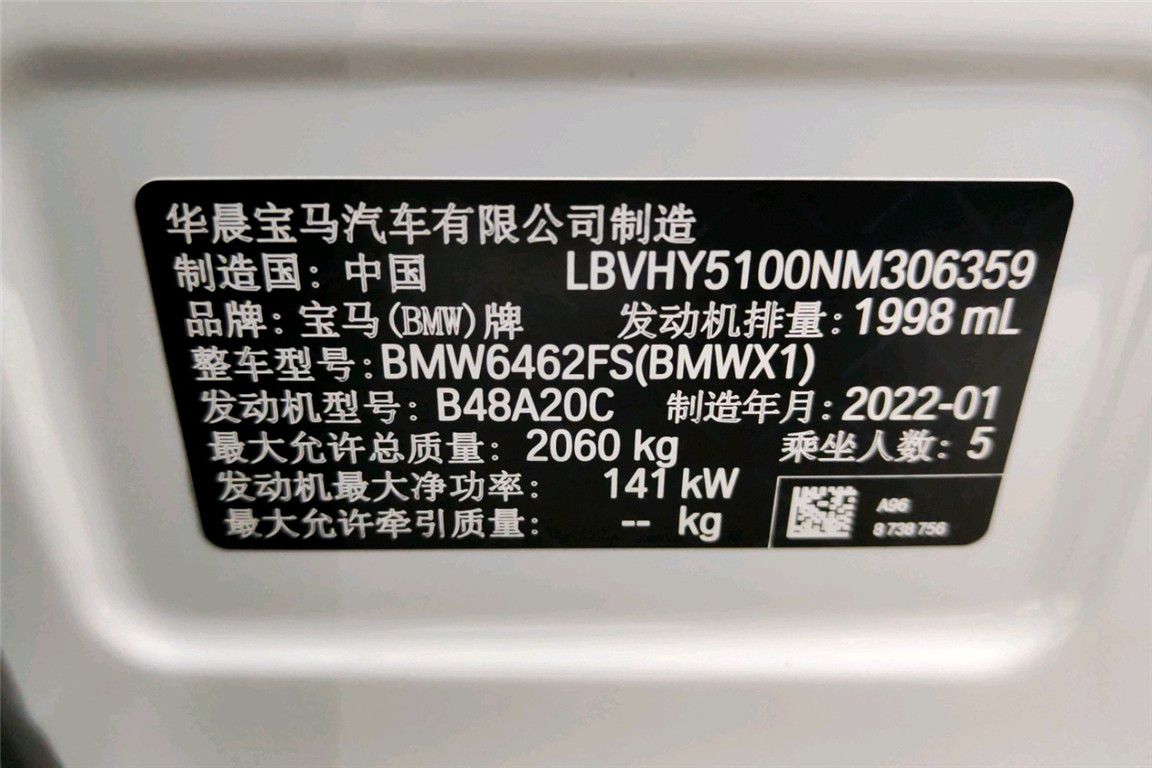 华晨宝马汽车有限公司制造
制造国：中国 LBVHY5100NM306359
品牌：宝马(BMW)牌 发动机排量：1998 mL
整车型号：BMW6462FS(BMWX1)
发动机型号：B48A20C 制造年月：2022-01
最大允许总质量：2060 kg 乘坐人数：5
发动机最大净功率：141 kW
最大允许牵引质量：-- kg
A96
8 738 756